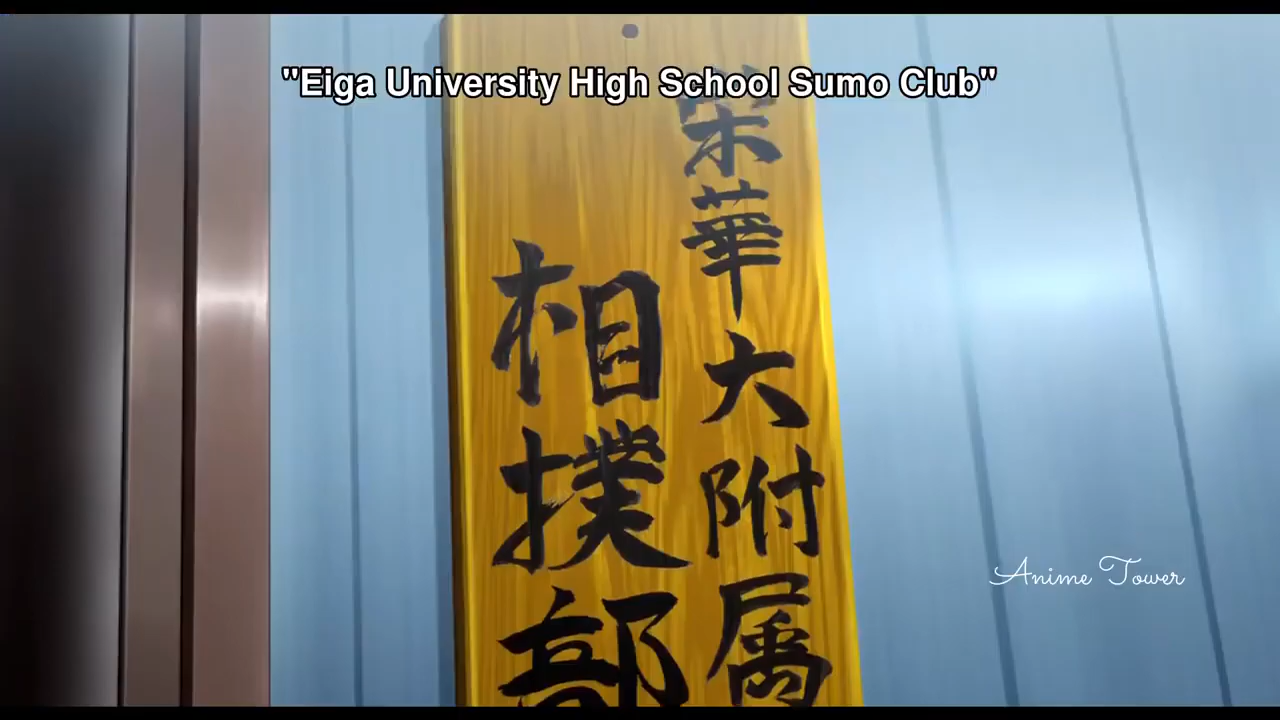 "Eiga University High School Sumo Club"
栄華大附属
相撲部
Anime Tower